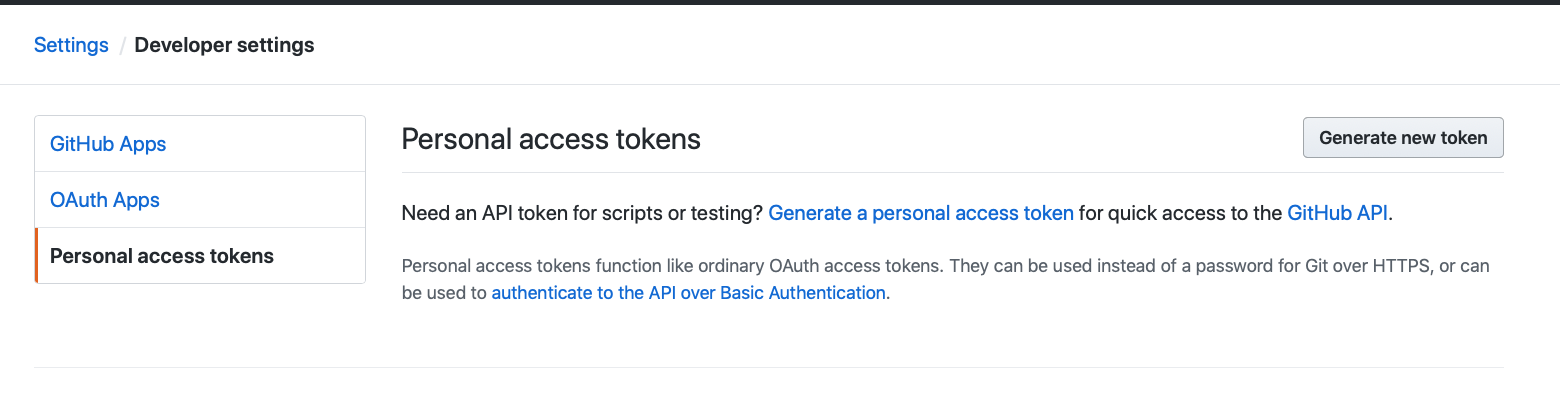 Settings / Developer settings
GitHub Apps
OAuth Apps
Personal access tokens
Personal access tokens
Generate new token
Need an API token for scripts or testing? Generate a personal access token for quick access to the GitHub API.
Personal access tokens function like ordinary OAuth access tokens. They can be used instead of a password for Git over HTTPS, or can
be used to authenticate to the API over Basic Authentication.